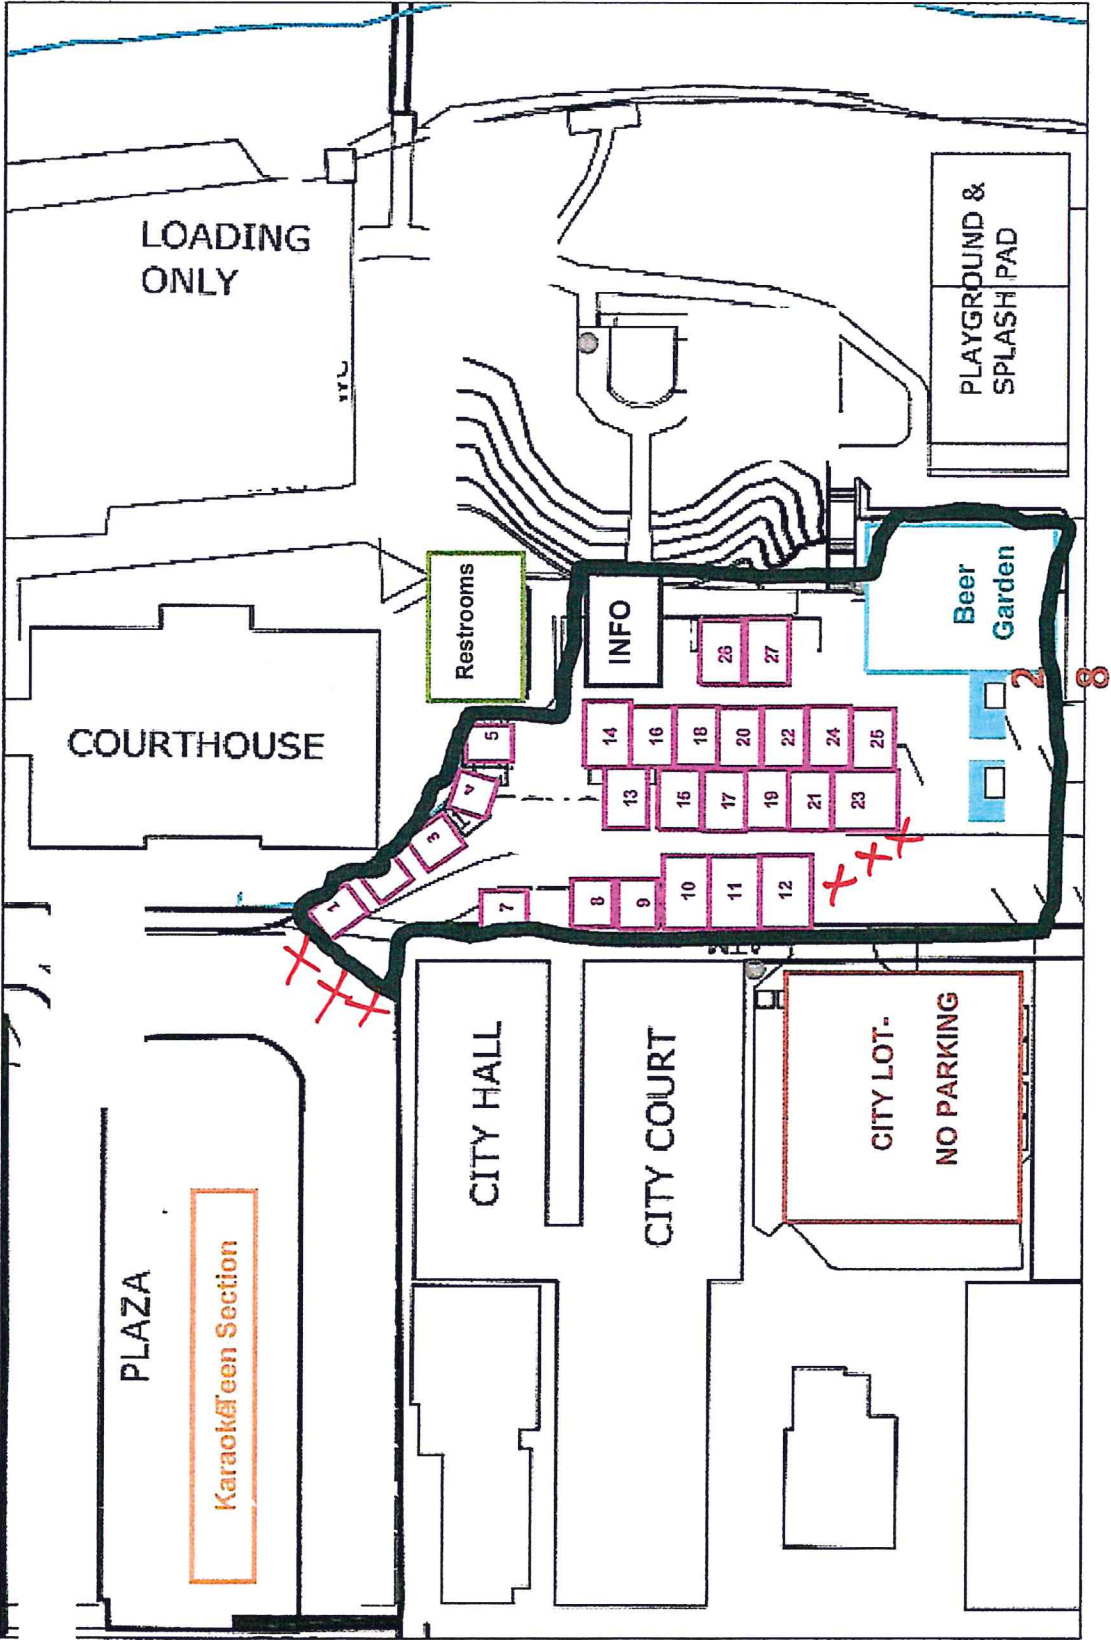 LOADING
ONLY
PLAYGROUND &
SPLASH PAD
COURTHOUSE
Restrooms
INFO
Beer
Garden
26
27
2
8
5
4
3
1
14
16
18
20
22
24
25
13
15
17
19
21
23
7
8
9
10
11
12
PLAZA
Karaoke
Teen Section
CITY HALL
CITY COURT
CITY LOT-
NO PARKING